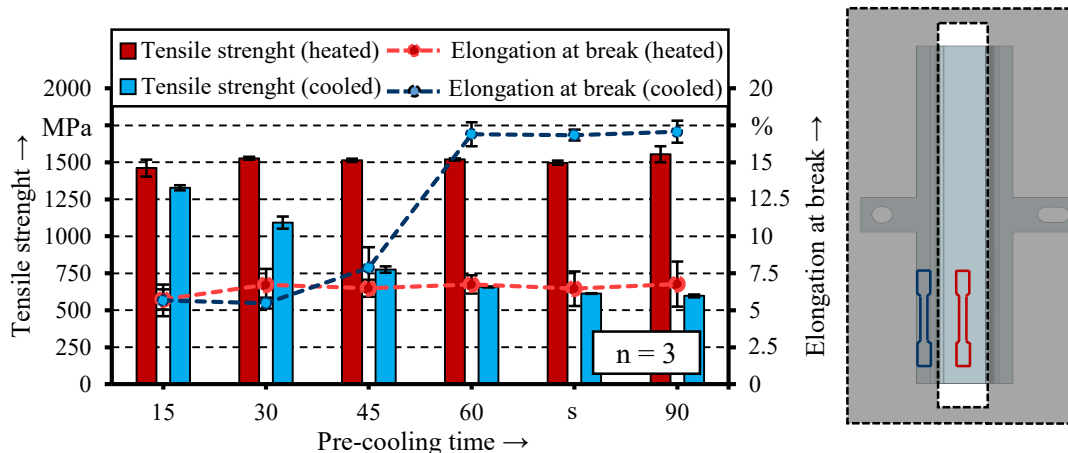 Tensile strenght (heated)
Elongation at break (heated)
Tensile strenght (cooled)
Elongation at break (cooled)
2000
MPa
1500
1250
1000
750
500
250
0
Tensile strenght →
20
%
15
12.5
10
7.5
5
2.5
0
Elongation at break →
n = 3
15 30 45 60 s 90
Pre-cooling time →